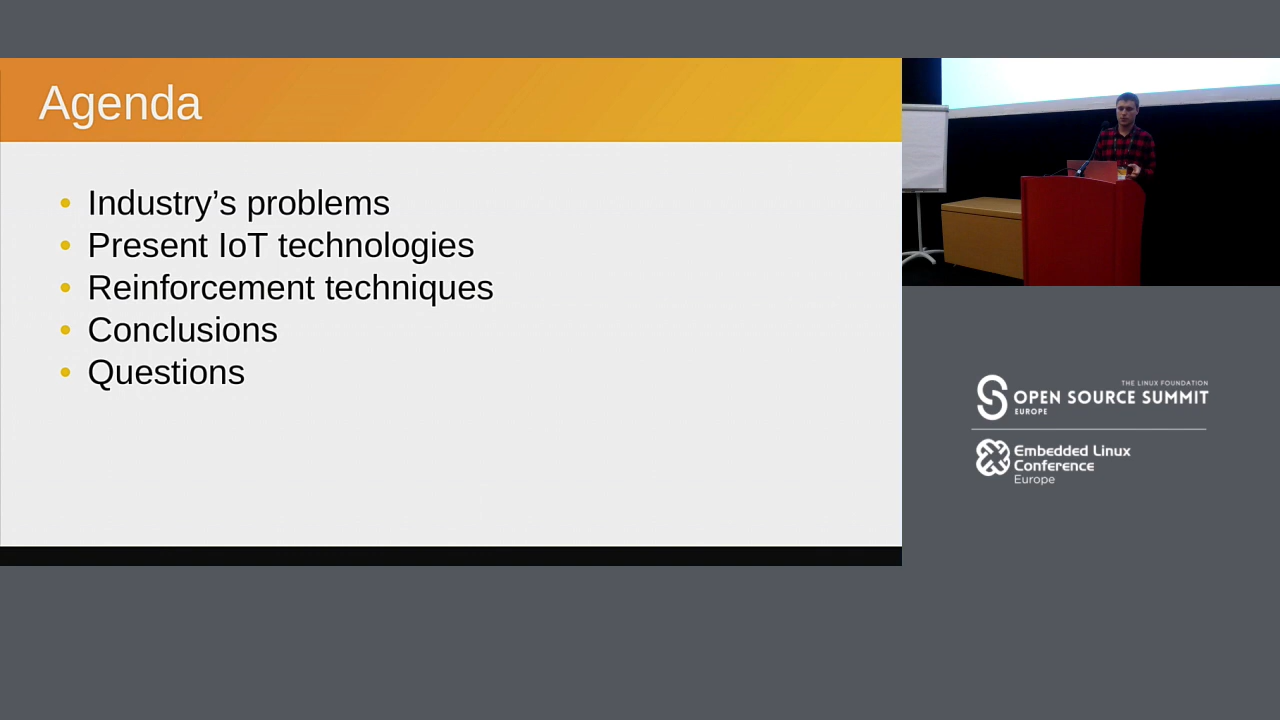 Agenda
• Industry’s problems
• Present IoT technologies
• Reinforcement techniques
• Conclusions
• Questions
THE LINUX FOUNDATION
OPEN SOURCE SUMMIT
EUROPE
Embedded Linux
Conference
Europe